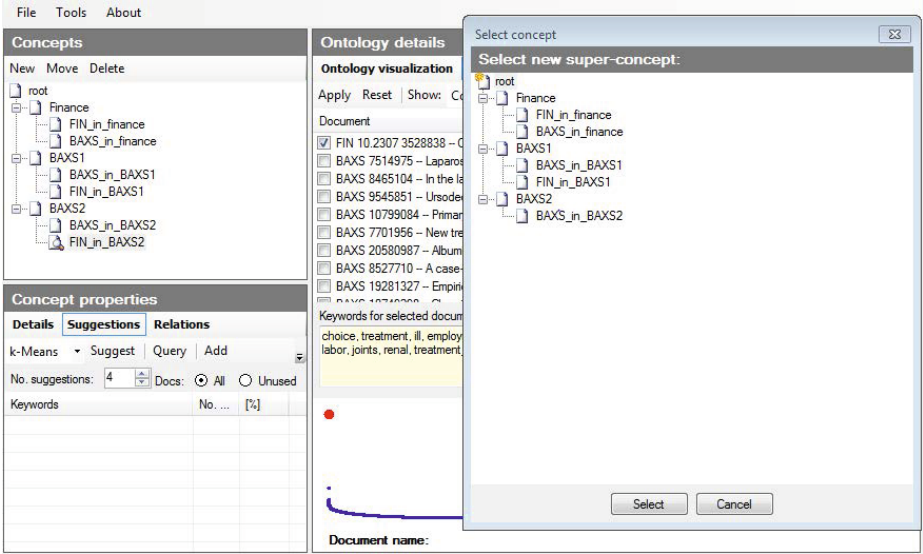 File Tools About
Concepts
New Move Delete
root
Finance
FIN_in_finance
BAXS_in_finance
BAXS1
BAXS_in_BAXS1
FIN_in_BAXS1
BAXS2
BAXS_in_BAXS2
FIN_in_BAXS2
Concept properties
Details Suggestions Relations
k-Means Suggest Query Add
No. suggestions: 4 Docs: All Unused
Keywords No. ... [%]
Ontology details
Ontology visualization
Apply Reset Show:
Document
FIN 10.2307 3528838 --
BAXS 7514975 -- Laparos
BAXS 8465104 -- In the la
BAXS 9545851 -- Ursode
BAXS 10799084 -- Primar
BAXS 7701956 -- New tre
BAXS 20580987 -- Album
BAXS 8527710 -- A case-
BAXS 19281327 -- Empiri
Keywords for selected docum
choice, treatment, ill, employ
labor, joints, renal, treatment,
Document name:
Select concept
Select new super-concept:
root
Finance
FIN_in_finance
BAXS_in_finance
BAXS1
BAXS_in_BAXS1
FIN_in_BAXS1
BAXS2
BAXS_in_BAXS2
Select Cancel